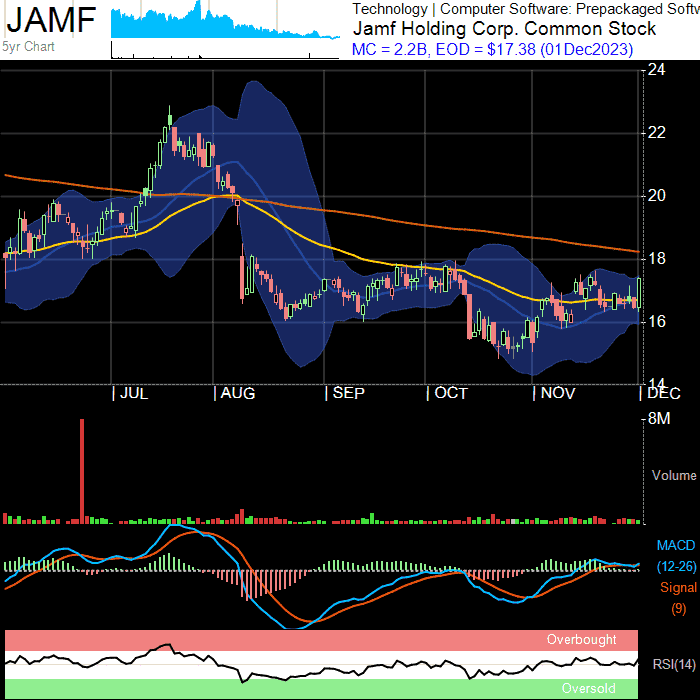 JAMF
5yr Chart
Technology | Computer Software: Prepackaged Softw
Jamf Holding Corp. Common Stock
MC = 2.2B, EOD = $17.38 (01Dec2023)
24
22
20
18
16
14
JUL
AUG
SEP
OCT
NOV
DEC
8M
Volume
MACD
(12-26)
Signal
(9)
Overbought
RSI(14)
Oversold